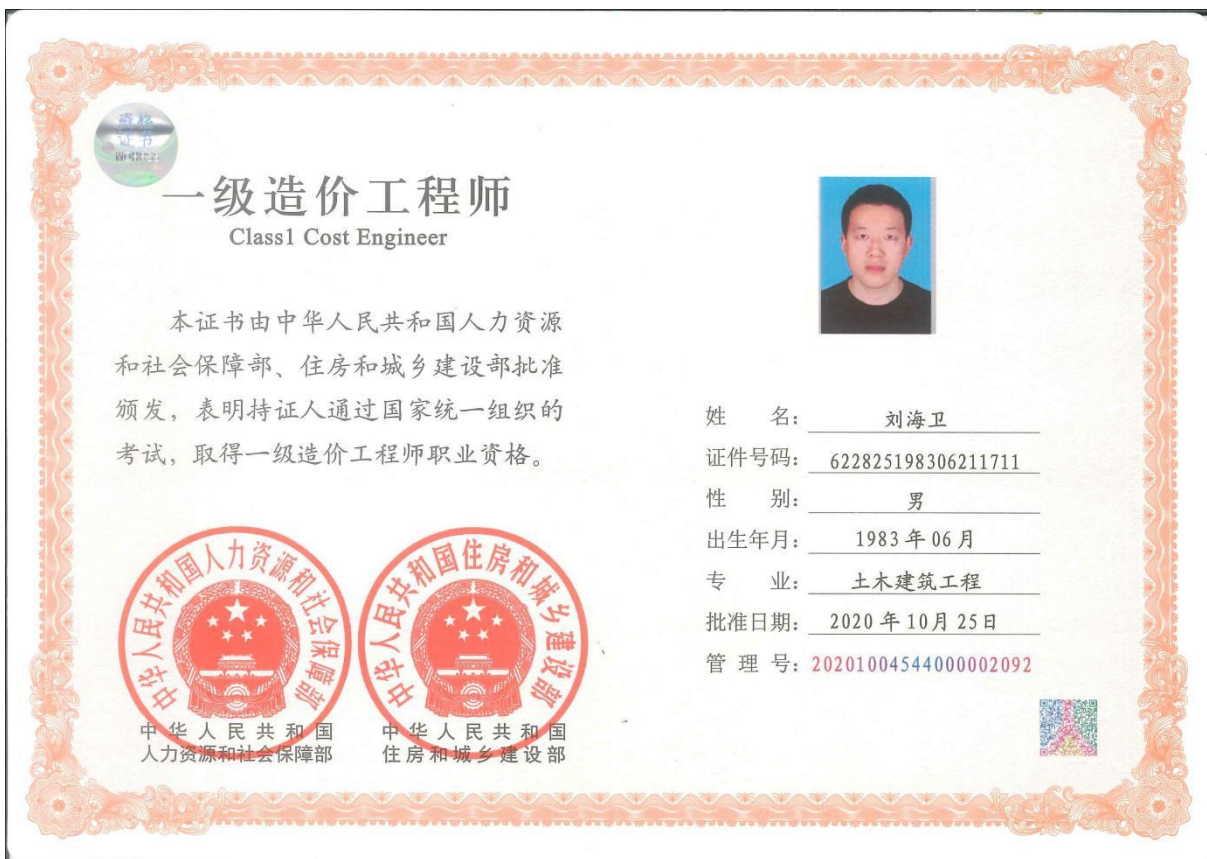 资格
证书
一级造价工程师
Class1 Cost Engineer
本证书由中华人民共和国人力资源
和社会保障部、住房和城乡建设部批准
颁发，表明持证人通过国家统一组织的
考试，取得一级造价工程师职业资格。
中华人民共和国人力资源和社会保障部
中华人民共和国住房和城乡建设部
中华人民共和国
人力资源和社会保障部
中华人民共和国
住房和城乡建设部
姓 名： 刘海卫
证件号码： 622825198306211711
性 别： 男
出生年月： 1983年06月
专 业： 土木建筑工程
批准日期： 2020年10月25日
管 理 号： 20201004544000002092